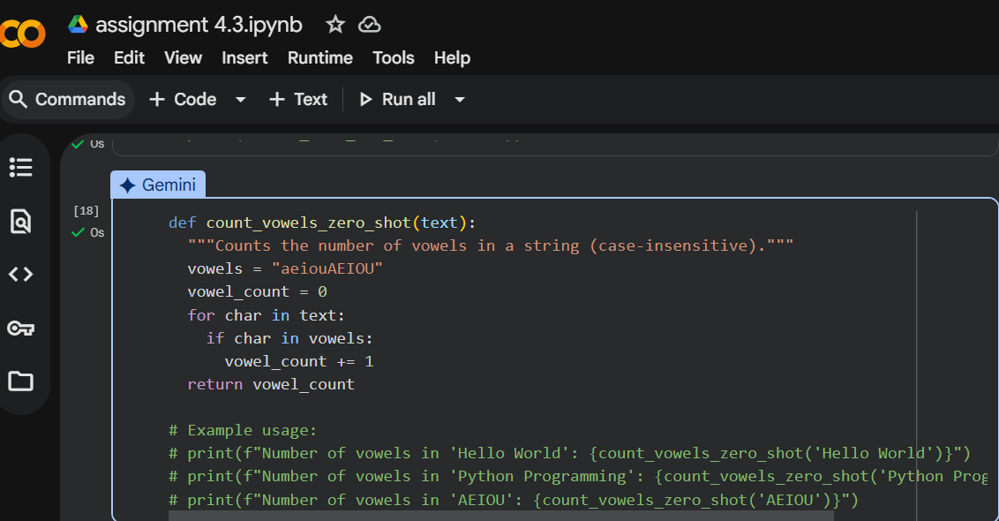 assignment 4.3.ipynb
File Edit View Insert Runtime Tools Help
Commands + Code + Text Run all
0s
Gemini
[18]
0s
def count_vowels_zero_shot(text):
"""Counts the number of vowels in a string (case-insensitive)."""
vowels = "aeiouAEIOU"
vowel_count = 0
for char in text:
if char in vowels:
vowel_count += 1
return vowel_count
# Example usage:
# print(f"Number of vowels in 'Hello World': {count_vowels_zero_shot('Hello World')}")
# print(f"Number of vowels in 'Python Programming': {count_vowels_zero_shot('Python Prog
# print(f"Number of vowels in 'AEIOU': {count_vowels_zero_shot('AEIOU')}")